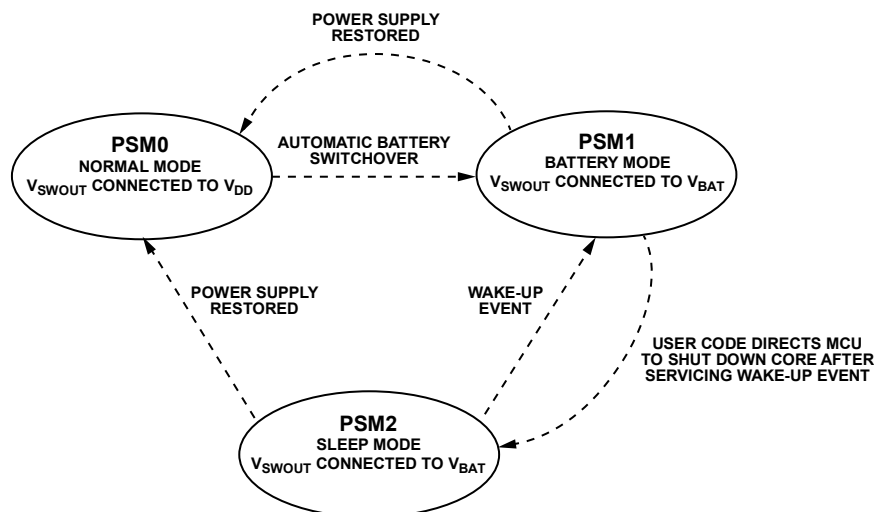 POWER SUPPLY
RESTORED
PSM0
NORMAL MODE
VSWOUT CONNECTED TO VDD
AUTOMATIC BATTERY
SWITCHOVER
PSM1
BATTERY MODE
VSWOUT CONNECTED TO VBAT
POWER SUPPLY
RESTORED
WAKE-UP
EVENT
USER CODE DIRECTS MCU
TO SHUT DOWN CORE AFTER
SERVICING WAKE-UP EVENT
PSM2
SLEEP MODE
VSWOUT CONNECTED TO VBAT